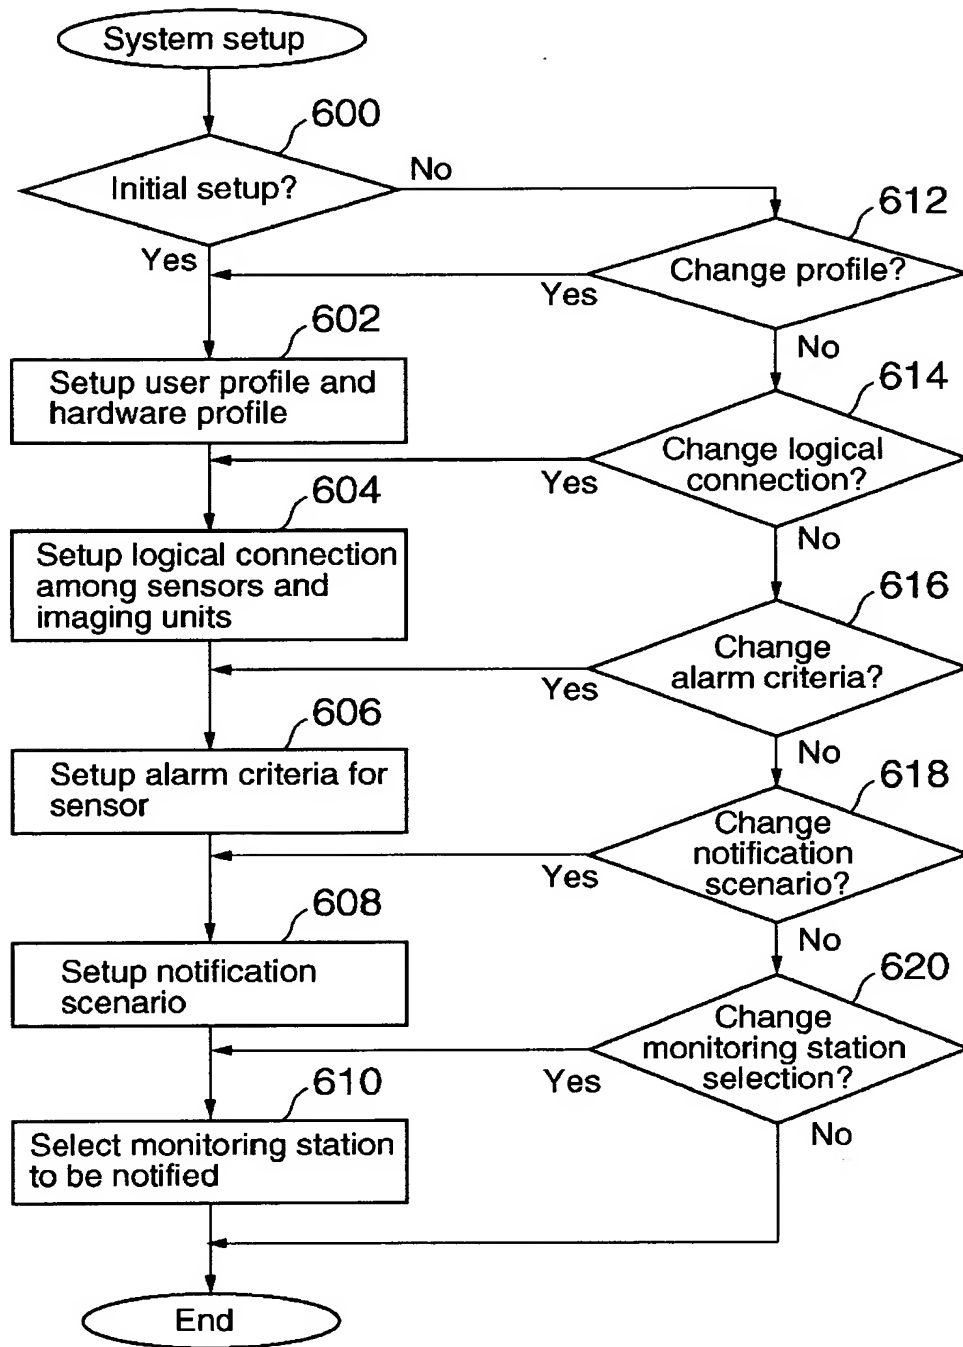 System setup
600
Initial setup?
No
Yes
612
Change profile?
Yes
No
602
Setup user profile and
hardware profile
614
Change logical
connection?
Yes
No
604
Setup logical connection
among sensors and
imaging units
616
Change
alarm criteria?
Yes
No
606
Setup alarm criteria for
sensor
618
Change
notification
scenario?
Yes
No
608
Setup notification
scenario
620
Change
monitoring station
selection?
Yes
No
610
Select monitoring station
to be notified
End